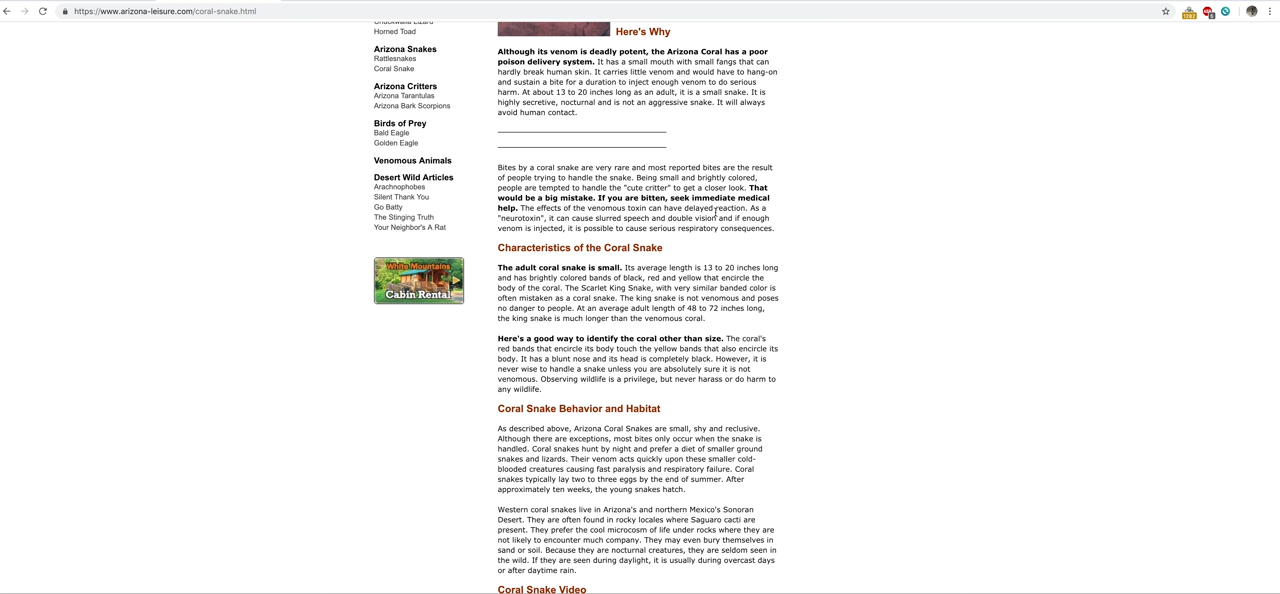 https://www.arizona-leisure.com/coral-snake.html
Horned Toad
Arizona Snakes
Rattlesnakes
Coral Snake
Arizona Critters
Arizona Tarantulas
Arizona Bark Scorpions
Birds of Prey
Bald Eagle
Golden Eagle
Venomous Animals
Desert Wild Articles
Arachnophobes
Silent Thank You
Go Batty
The Stinging Truth
Your Neighbor's A Rat
White Mountains
Cabin Rental
Here's Why
Although its venom is deadly potent, the Arizona Coral has a poor
poison delivery system. It has a small mouth with small fangs that can
hardly break human skin. It carries little venom and would have to hang-on
and sustain a bite for a duration to inject enough venom to do serious
harm. At about 13 to 20 inches long as an adult, it is a small snake. It is
highly secretive, nocturnal and is not an aggressive snake. It will always
avoid human contact.
Bites by a coral snake are very rare and most reported bites are the result
of people trying to handle the snake. Being small and brightly colored,
people are tempted to handle the "cute critter" to get a closer look. That
would be a big mistake. If you are bitten, seek immediate medical
help. The effects of the venomous toxin can have delayed reaction. As a
"neurotoxin", it can cause slurred speech and double vision and if enough
venom is injected, it is possible to cause serious respiratory consequences.
Characteristics of the Coral Snake
The adult coral snake is small. Its average length is 13 to 20 inches long
and has brightly colored bands of black, red and yellow that encircle the
body of the coral. The Scarlet King Snake, with very similar banded color is
often mistaken as a coral snake. The king snake is not venomous and poses
no danger to people. At an average adult length of 48 to 72 inches long,
the king snake is much longer than the venomous coral.
Here's a good way to identify the coral other than size. The coral's
red bands that encircle its body touch the yellow bands that also encircle its
body. It has a blunt nose and its head is completely black. However, it is
never wise to handle a snake unless you are absolutely sure it is not
venomous. Observing wildlife is a privilege, but never harass or do harm to
any wildlife.
Coral Snake Behavior and Habitat
As described above, Arizona Coral Snakes are small, shy and reclusive.
Although there are exceptions, most bites only occur when the snake is
handled. Coral snakes hunt by night and prefer a diet of smaller ground
snakes and lizards. Their venom acts quickly upon these smaller cold-
blooded creatures causing fast paralysis and respiratory failure. Coral
snakes typically lay two to three eggs by the end of summer. After
approximately ten weeks, the young snakes hatch.
Western coral snakes live in Arizona's and northern Mexico's Sonoran
Desert. They are often found in rocky locales where Saguaro cacti are
present. They prefer the cool microcosm of life under rocks where they are
not likely to encounter much company. They may even bury themselves in
sand or soil. Because they are nocturnal creatures, they are seldom seen in
the wild. If they are seen during daylight, it is usually during overcast days
or after daytime rain.
Coral Snake Video